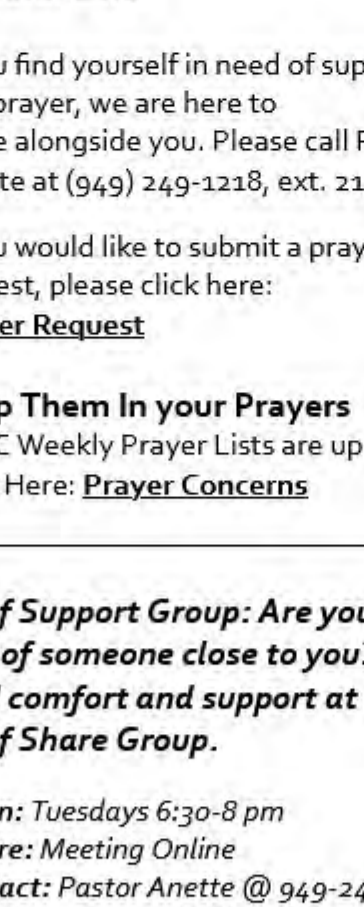 u find yourself in need of sup
prayer, we are here to
e alongside you. Please call P
te at (949) 249-1218, ext. 21
u would like to submit a pray
est, please click here:
er Request
p Them In your Prayers
C Weekly Prayer Lists are up
Here: Prayer Concerns
f Support Group: Are you
of someone close to you?
d comfort and support at
f Share Group.
n: Tuesdays 6:30-8 pm
re: Meeting Online
act: Pastor Anette @ 949-24